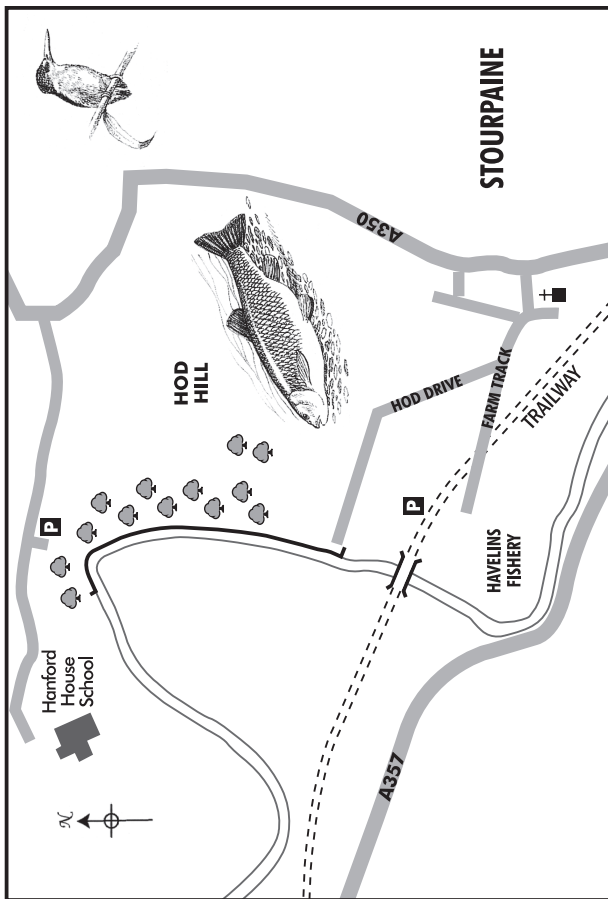 STOURPAINE
A350
HOD
HILL
HOD DRIVE
FARM TRACK
TRAILWAY
P
P
HAVELINS
FISHERY
Hanford
House
School
A357
N